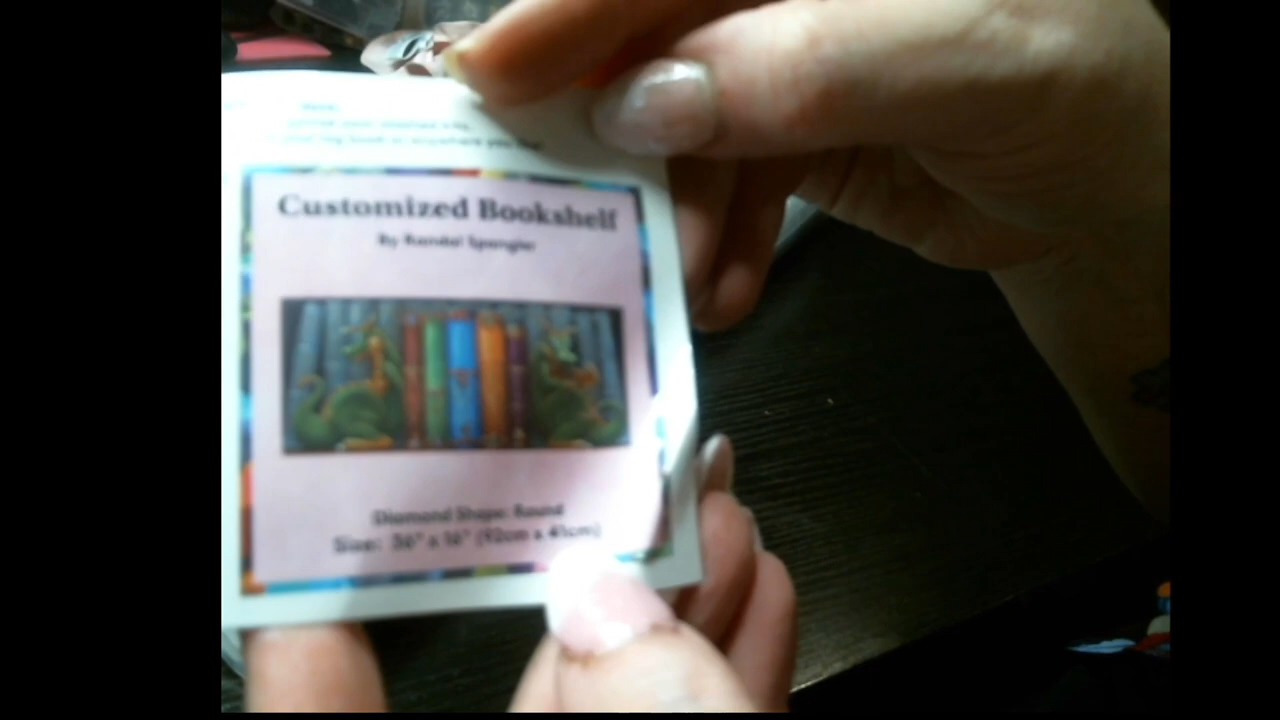 Customized Bookshelf
By Randal Spangler
Diamond Shape: Round
Size: 36" x 16" (92cm x 41cm)